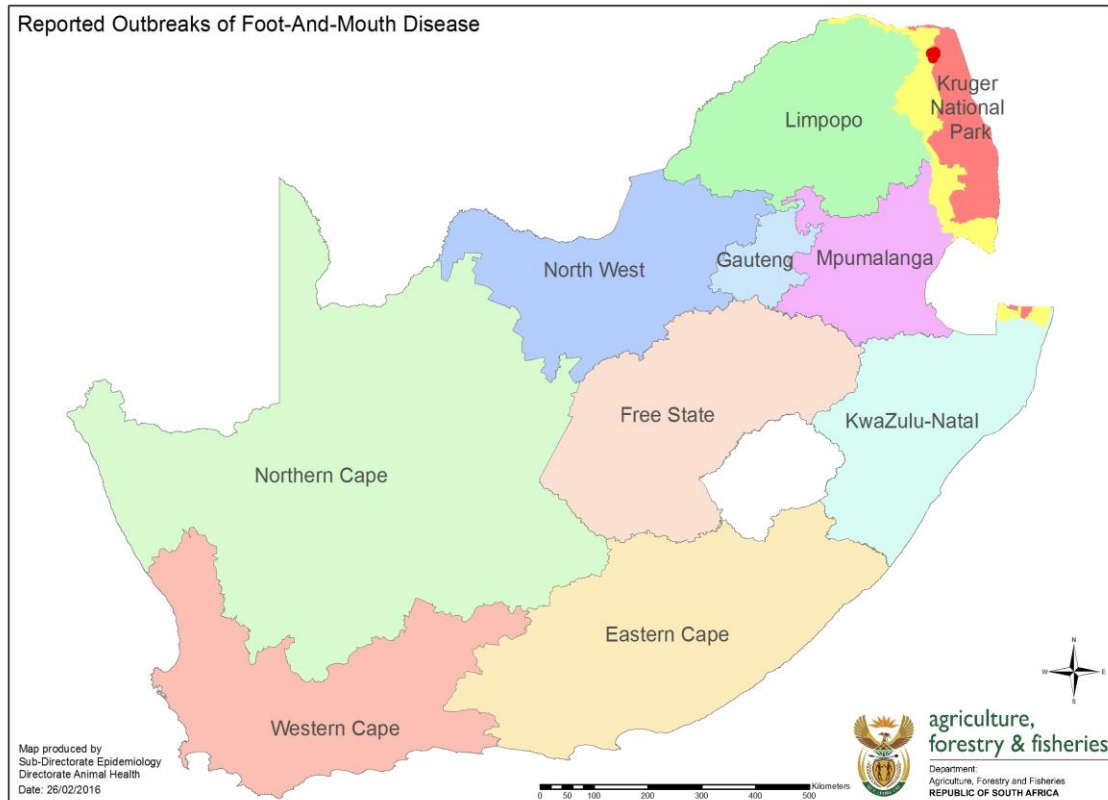 Reported Outbreaks of Foot-And-Mouth Disease
Kruger
National
Park
Limpopo
North West
Gauteng
Mpumalanga
Free State
KwaZulu-Natal
Northern Cape
Eastern Cape
Western Cape
N
W E
S
Map produced by
Sub-Directorate Epidemiology
Directorate Animal Health
Date: 26/02/2016
Kilometers
0 50 100 200 300 400 500
agriculture,
forestry & fisheries
Department:
Agriculture, Forestry and Fisheries
REPUBLIC OF SOUTH AFRICA